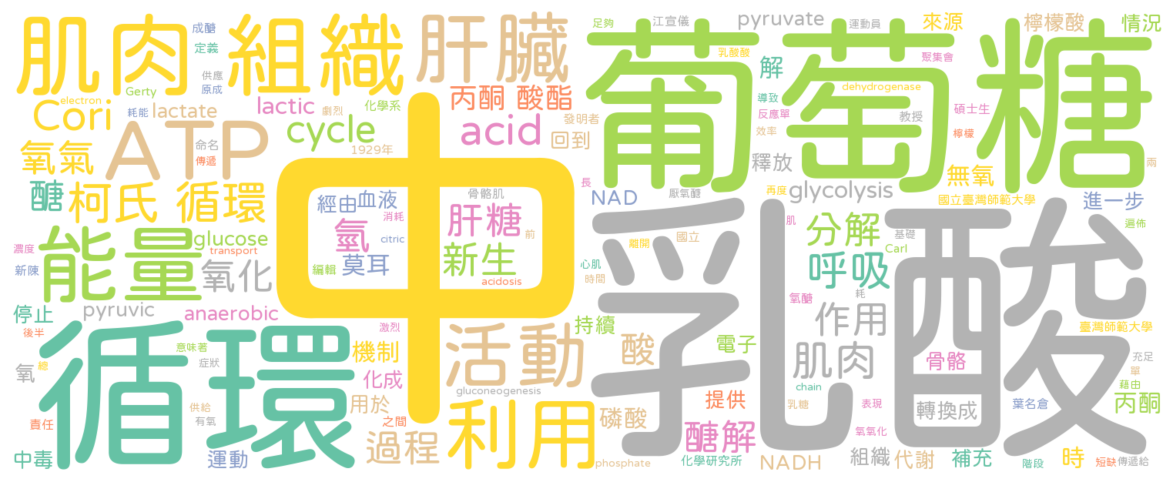 肌肉 組織 肝臟 葡萄糖
成醣 定義 供應 原成 Gerty electron
Cori 耗能 lactate 劇烈 lactic 化學系 丙酮 酸酯
足夠 江宣儀 pyruvate 運動員 來源 檸檬酸 情況
乳酸酸 聚集會 解 dehydrogenase
ATP cycle acid 發明者 回到 1929年
導致 反應單 效率 教授 碩士生 檸檬
氧氣 命名 傳遞 中 釋放 無氧 兩
醣 柯氏 循環 經由 血液 骨骼肌 消耗 肝糖
長 厭氧醣 NAD 再度 glycolysis 國立臺灣師範大學 進一步
能量 glucose 氫 citric 新生 前 乳酸
肌 國立 期間 分解 基礎 Carl 遍佈
濃度 transport 新陳 氧化 編輯 莫耳 acidosis
心肌 時間 氫醣 呼吸 耗
停止 pyruvic anaerobic 激烈 持續 作用 臺灣師範大學
後半 循環 意味著 機制 活動 酸 電子 肌肉 骨骼 充足 單
氧 症狀 總 化成 gluconeogenesis chain 藉由
責任 供給 有氧 用於 之間 利用 磷酸 提供 乳糖 表現 轉換成 葉名倉 丙酮
中毒 運動 過程 醣解 氫氧化
phosphate 化學研究所 NADH 組織 代謝 補充 階段 時 短缺 傳遞給